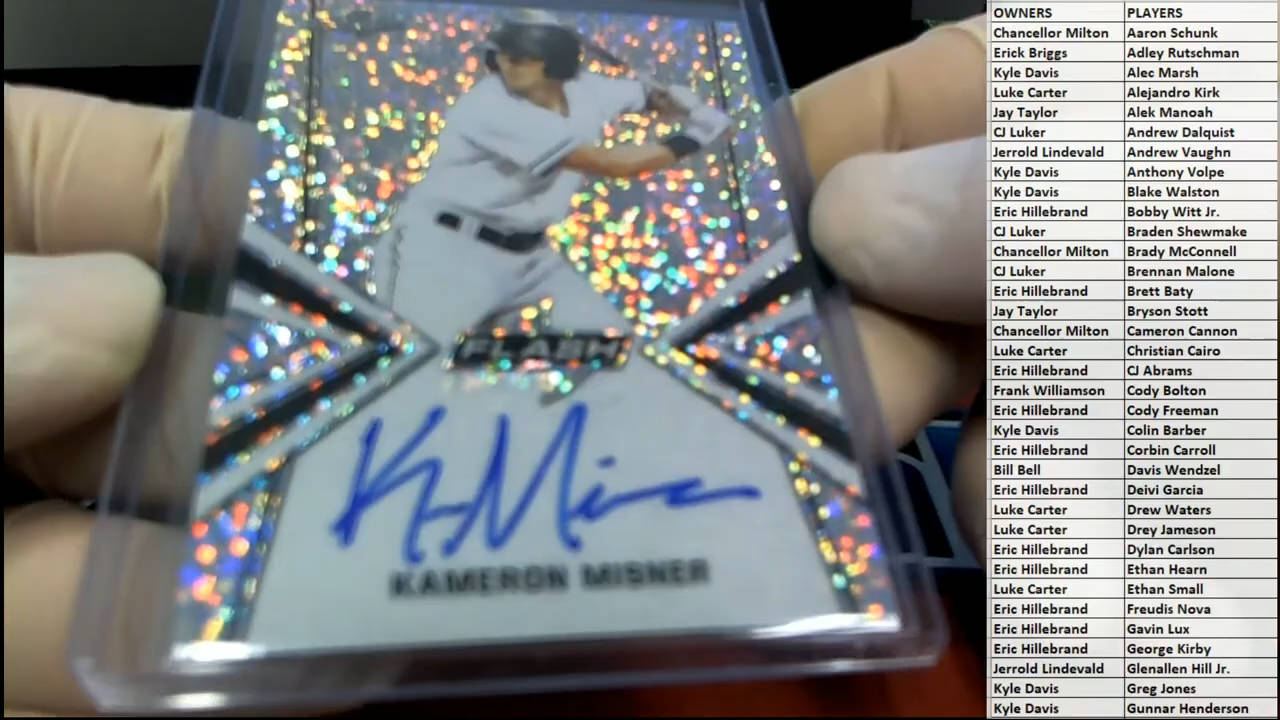 FLASH
K. Mis
KAMERON MISNER
OWNERS PLAYERS
Chancellor Milton Aaron Schunk
Erick Briggs Adley Rutschman
Kyle Davis Alec Marsh
Luke Carter Alejandro Kirk
Jay Taylor Alek Manoah
CJ Luker Andrew Dalquist
Jerrold Lindevald Andrew Vaughn
Kyle Davis Anthony Volpe
Kyle Davis Blake Walston
Eric Hillebrand Bobby Witt Jr.
CJ Luker Braden Shewmake
Chancellor Milton Brady McConnell
CJ Luker Brennan Malone
Eric Hillebrand Brett Baty
Jay Taylor Bryson Stott
Chancellor Milton Cameron Cannon
Luke Carter Christian Cairo
Eric Hillebrand CJ Abrams
Frank Williamson Cody Bolton
Eric Hillebrand Cody Freeman
Kyle Davis Colin Barber
Eric Hillebrand Corbin Carroll
Bill Bell Davis Wendzel
Eric Hillebrand Deivi Garcia
Luke Carter Drew Waters
Luke Carter Drey Jameson
Eric Hillebrand Dylan Carlson
Eric Hillebrand Ethan Hearn
Luke Carter Ethan Small
Eric Hillebrand Freudis Nova
Eric Hillebrand Gavin Lux
Eric Hillebrand George Kirby
Jerrold Lindevald Glenallen Hill Jr.
Kyle Davis Greg Jones
Kyle Davis Gunnar Henderson